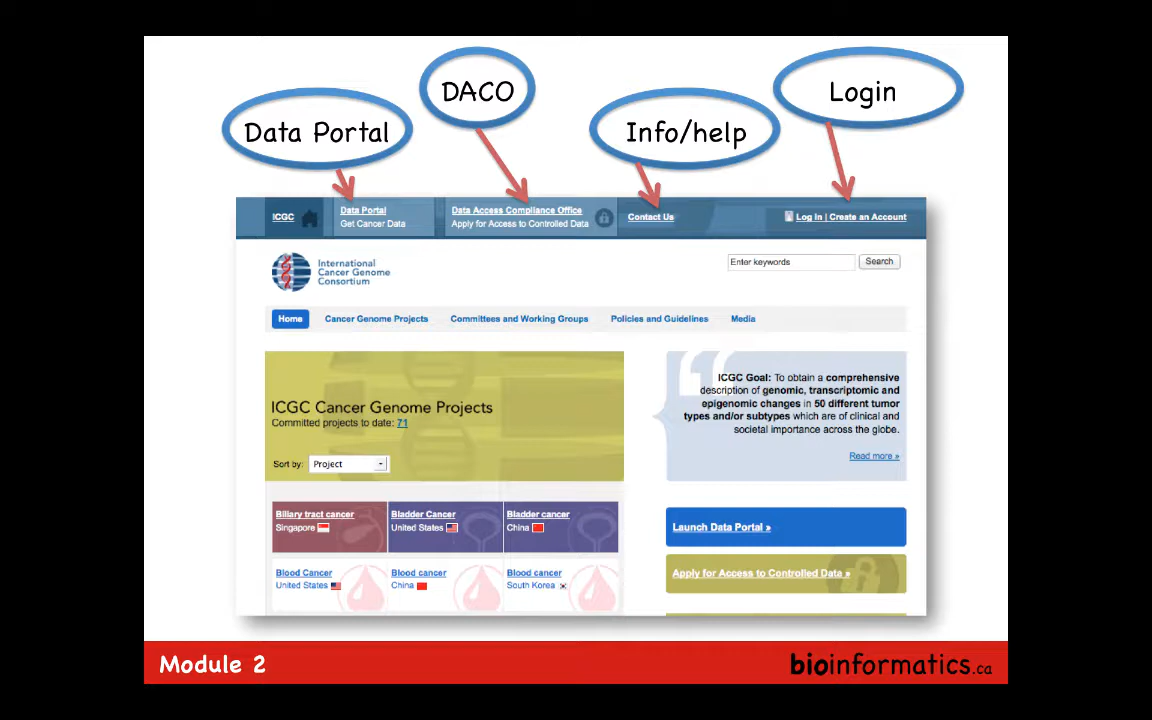 DACO
Login
Data Portal
Info/help
ICGC
Data Portal
Get Cancer Data
Data Access Compliance Office
Apply for Access to Controlled Data
Contact Us
Log In | Create an Account
International
Cancer Genome
Consortium
Enter keywords
Search
Home
Cancer Genome Projects
Committees and Working Groups
Policies and Guidelines
Media
ICGC Cancer Genome Projects
Committed projects to date: 71
Sort by: Project
ICGC Goal: To obtain a comprehensive
description of genomic, transcriptomic and
epigenomic changes in 50 different tumor
types and/or subtypes which are of clinical and
societal importance across the globe.
Read more »
Biliary tract cancer
Singapore
Bladder Cancer
United States
Bladder cancer
China
Blood Cancer
United States
Blood cancer
China
Blood cancer
South Korea
Launch Data Portal »
Apply for Access to Controlled Data »
Module 2
bioinformatics.ca